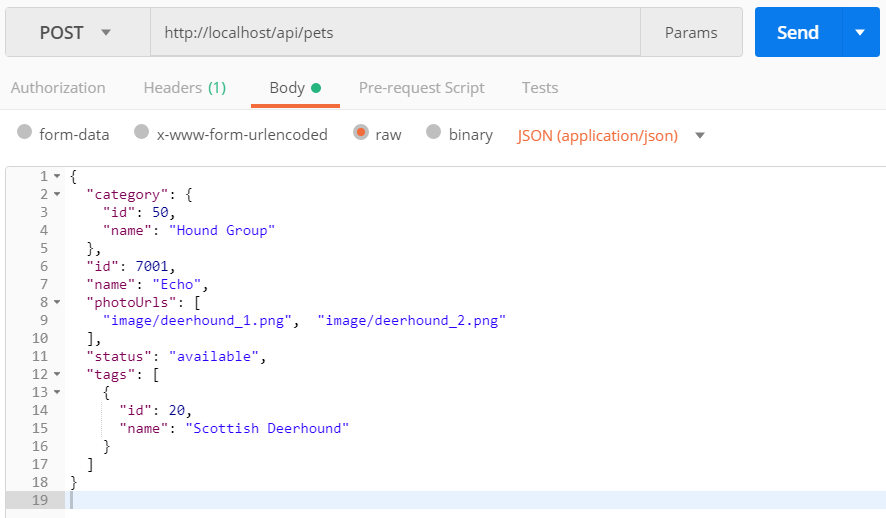 POST http://localhost/api/pets Params Send
Authorization Headers (1) Body Pre-request Script Tests
form-data x-www-form-urlencoded raw binary JSON (application/json)
1 {
2 "category": {
3 "id": 50,
4 "name": "Hound Group"
5 },
6 "id": 7001,
7 "name": "Echo",
8 "photoUrls": [
9 "image/deerhound_1.png", "image/deerhound_2.png"
10 ],
11 "status": "available",
12 "tags": [
13 {
14 "id": 20,
15 "name": "Scottish Deerhound"
16 }
17 ]
18 }
19